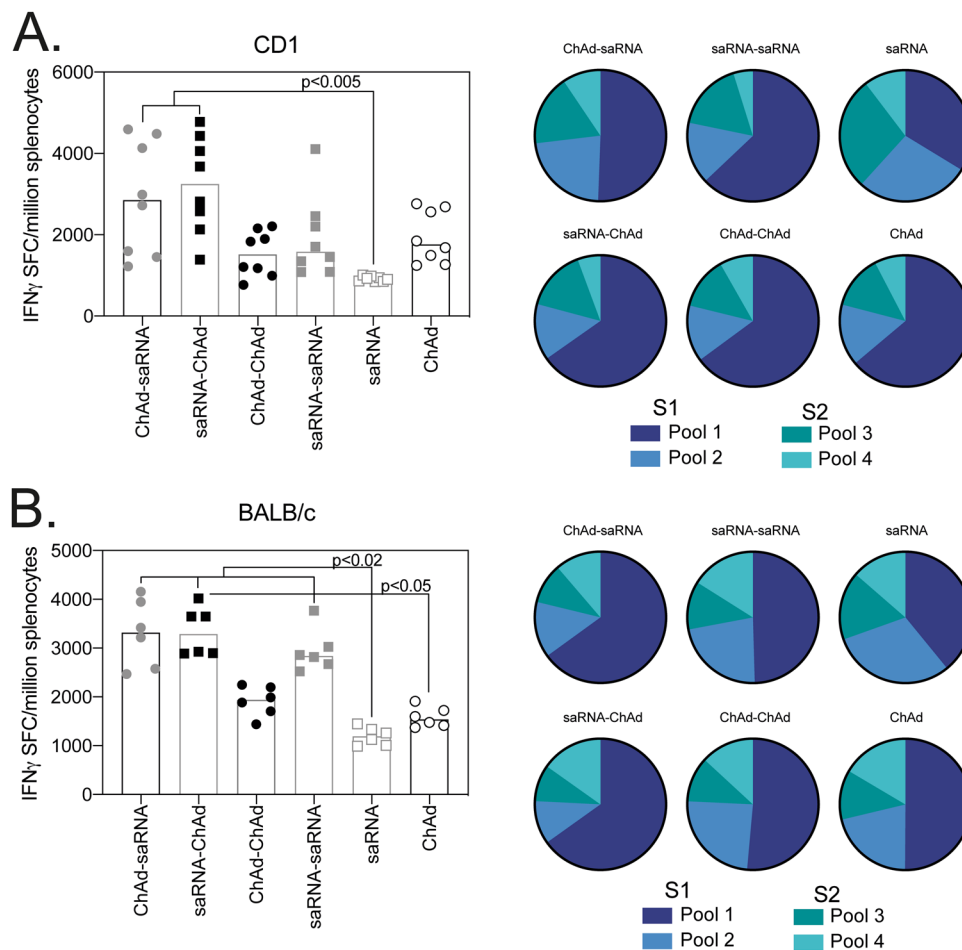 A.
CD1
IFNγ SFC/million splenocytes
6000
4000
2000
0
p<0.005
ChAd-saRNA
saRNA-ChAd
ChAd-ChAd
saRNA-saRNA
saRNA
ChAd
ChAd-saRNA saRNA-saRNA saRNA
saRNA-ChAd ChAd-ChAd ChAd
S1 S2
Pool 1 Pool 3
Pool 2 Pool 4
B.
BALB/c
IFNγ SFC/million splenocytes
5000
4000
3000
2000
1000
0
p<0.02
p<0.05
ChAd-saRNA
saRNA-ChAd
ChAd-ChAd
saRNA-saRNA
saRNA
ChAd
ChAd-saRNA saRNA-saRNA saRNA
saRNA-ChAd ChAd-ChAd ChAd
S1 S2
Pool 1 Pool 3
Pool 2 Pool 4